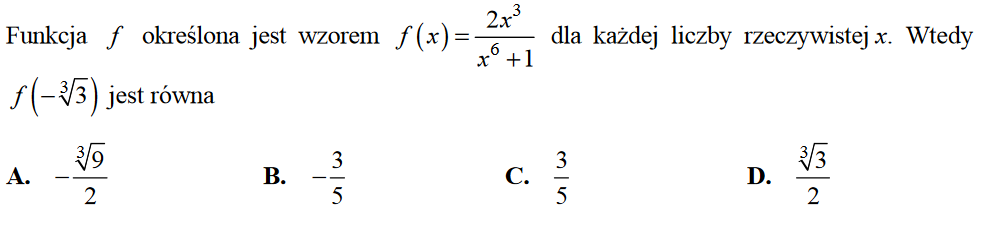 Funkcja f określona jest wzorem f(x) = \frac{2x^3}{x^6+1} dla każdej liczby rzeczywistej x. Wtedy
f(-\sqrt[3]{3}) jest równa
A. -\frac{\sqrt[3]{9}}{2} B. -\frac{3}{5} C. \frac{3}{5} D. \frac{\sqrt[3]{3}}{2}